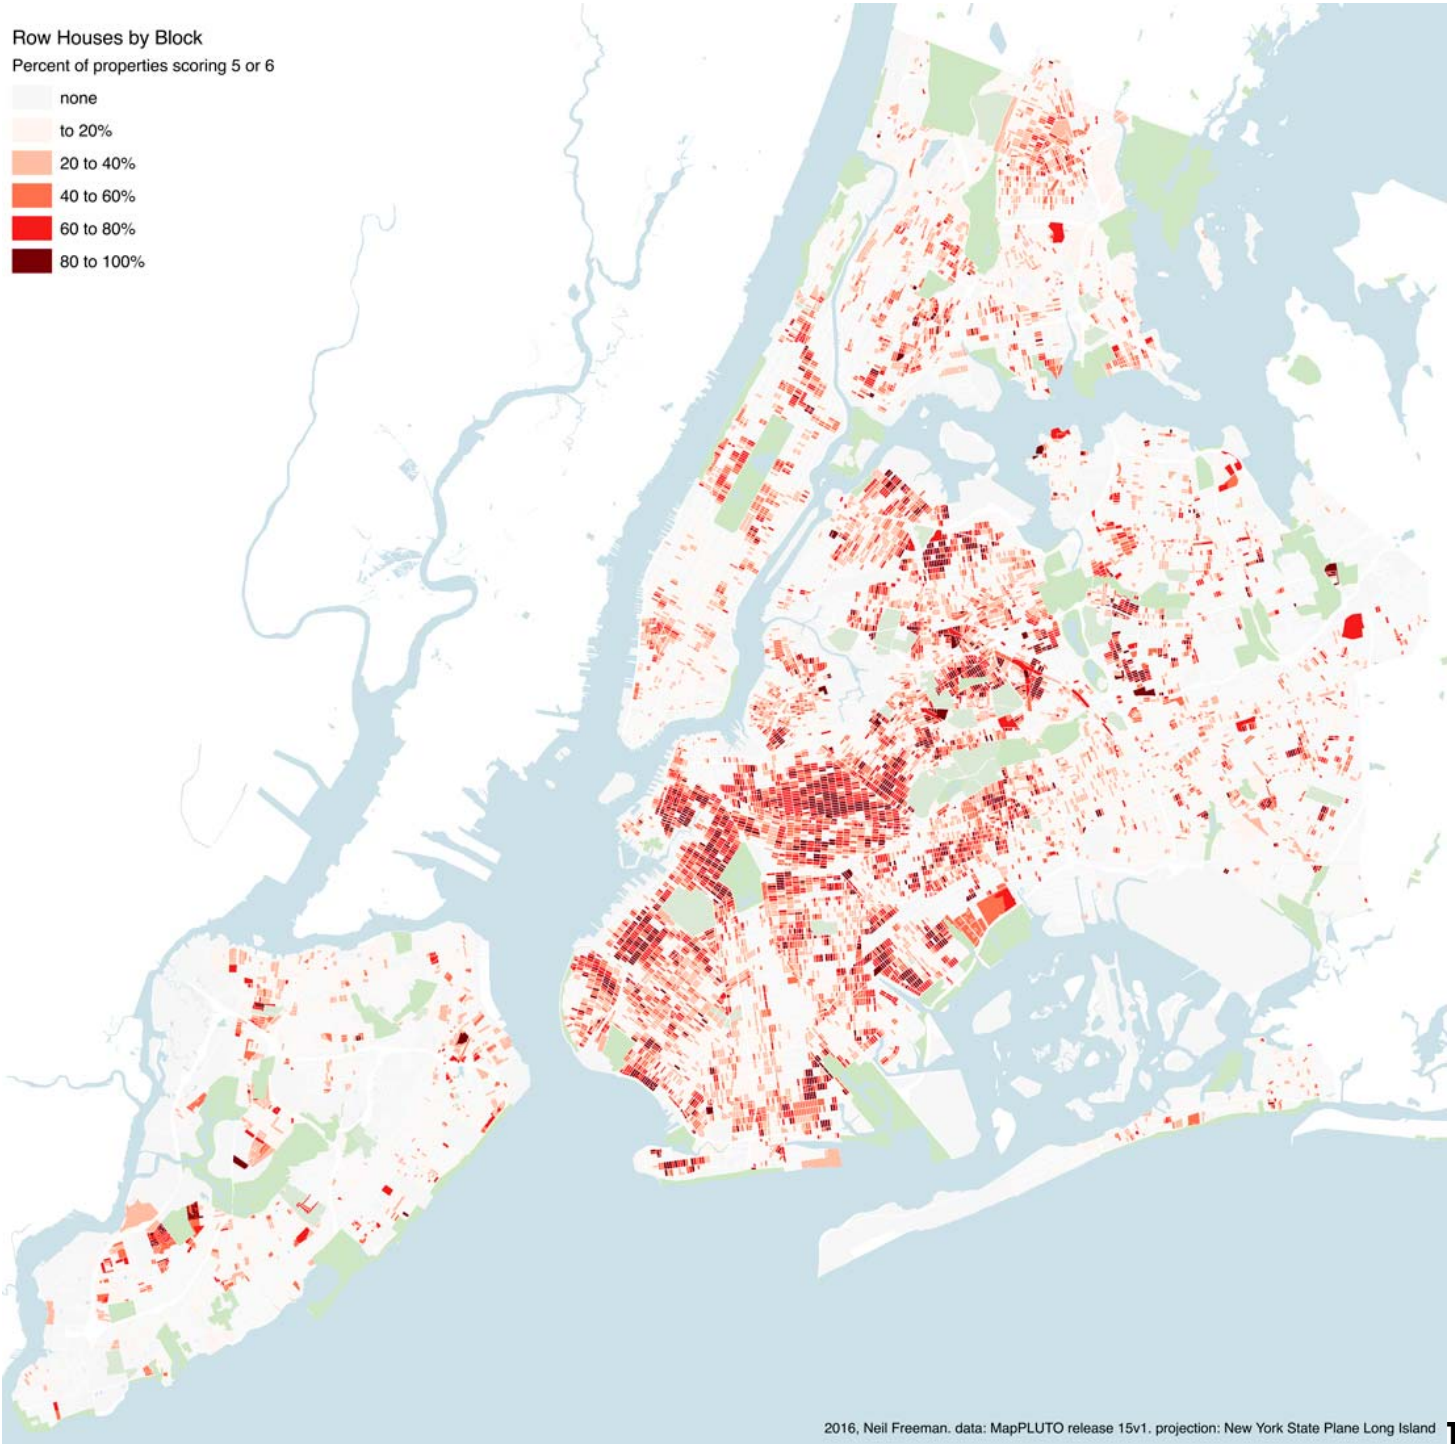 Row Houses by Block
Percent of properties scoring 5 or 6
none
to 20%
20 to 40%
40 to 60%
60 to 80%
80 to 100%
2016, Neil Freeman. data: MapPLUTO release 15v1. projection: New York State Plane Long Island